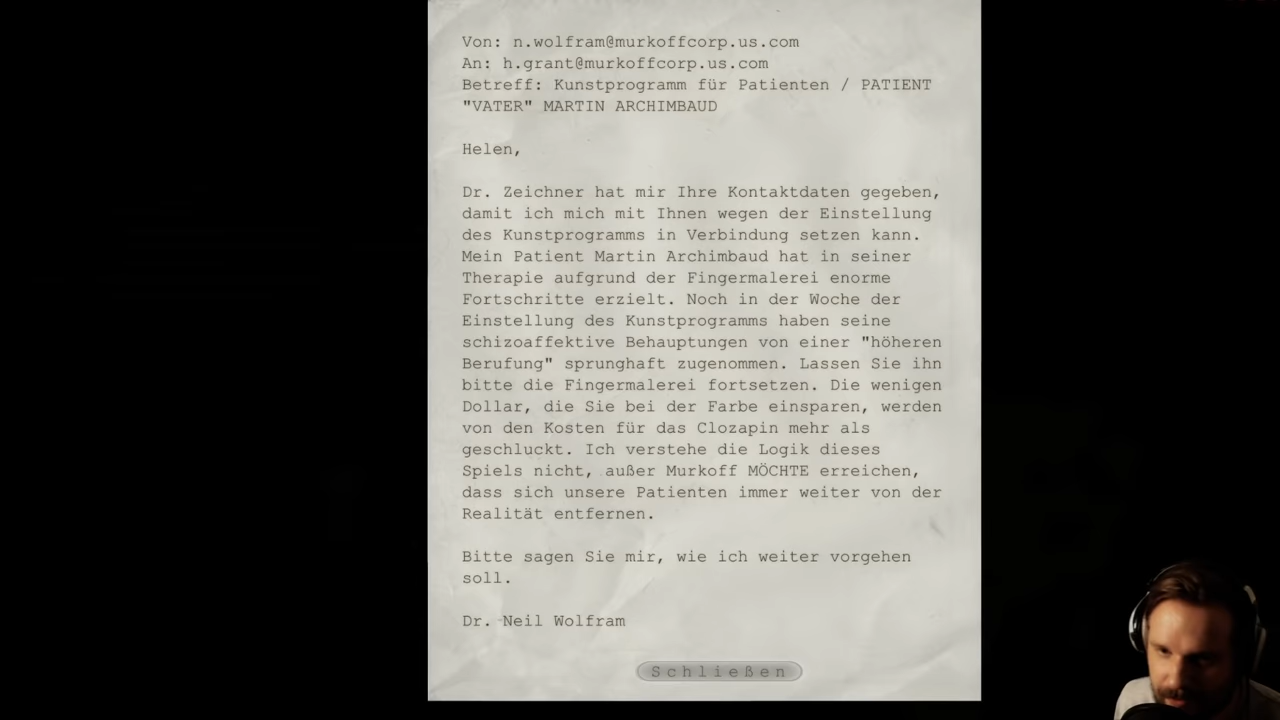 Von: n.wolfram@murkoffcorp.us.com
An: h.grant@murkoffcorp.us.com
Betreff: Kunstprogramm für Patienten / PATIENT
"VATER" MARTIN ARCHIMBAUD
Helen,
Dr. Zeichner hat mir Ihre Kontaktdaten gegeben,
damit ich mich mit Ihnen wegen der Einstellung
des Kunstprogramms in Verbindung setzen kann.
Mein Patient Martin Archimbaud hat in seiner
Therapie aufgrund der Fingermalerei enorme
Fortschritte erzielt. Noch in der Woche der
Einstellung des Kunstprogramms haben seine
schizoaffektive Behauptungen von einer "höheren
Berufung" sprunghaft zugenommen. Lassen Sie ihn
bitte die Fingermalerei fortsetzen. Die wenigen
Dollar, die Sie bei der Farbe einsparen, werden
von den Kosten für das Clozapin mehr als
geschluckt. Ich verstehe die Logik dieses
Spiels nicht, außer Murkoff MÖCHTE erreichen,
dass sich unsere Patienten immer weiter von der
Realität entfernen.
Bitte sagen Sie mir, wie ich weiter vorgehen
soll.
Dr. Neil Wolfram
Schließen